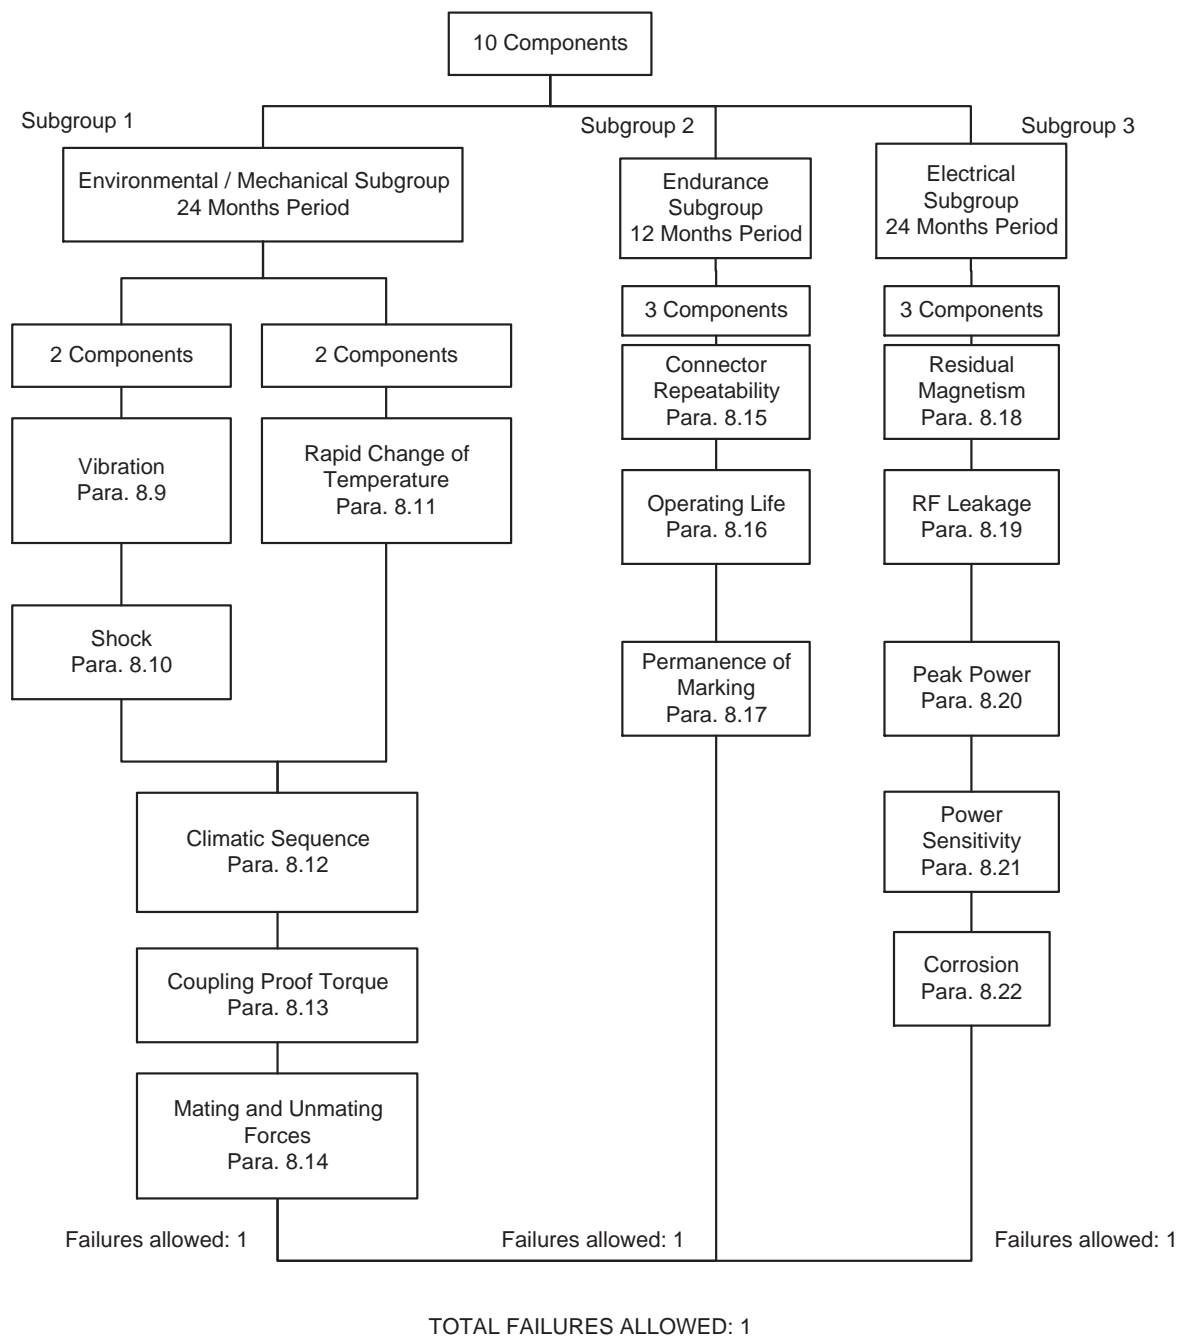 10 Components
Subgroup 1
Subgroup 2
Subgroup 3
Environmental / Mechanical Subgroup
24 Months Period
Endurance
Subgroup
12 Months Period
Electrical
Subgroup
24 Months Period
2 Components
2 Components
3 Components
3 Components
Vibration
Para. 8.9
Rapid Change of
Temperature
Para. 8.11
Connector
Repeatability
Para. 8.15
Residual
Magnetism
Para. 8.18
Operating Life
Para. 8.16
RF Leakage
Para. 8.19
Shock
Para. 8.10
Permanence of
Marking
Para. 8.17
Peak Power
Para. 8.20
Climatic Sequence
Para. 8.12
Power
Sensitivity
Para. 8.21
Coupling Proof Torque
Para. 8.13
Corrosion
Para. 8.22
Mating and Unmating
Forces
Para. 8.14
Failures allowed: 1
Failures allowed: 1
Failures allowed: 1
TOTAL FAILURES ALLOWED: 1